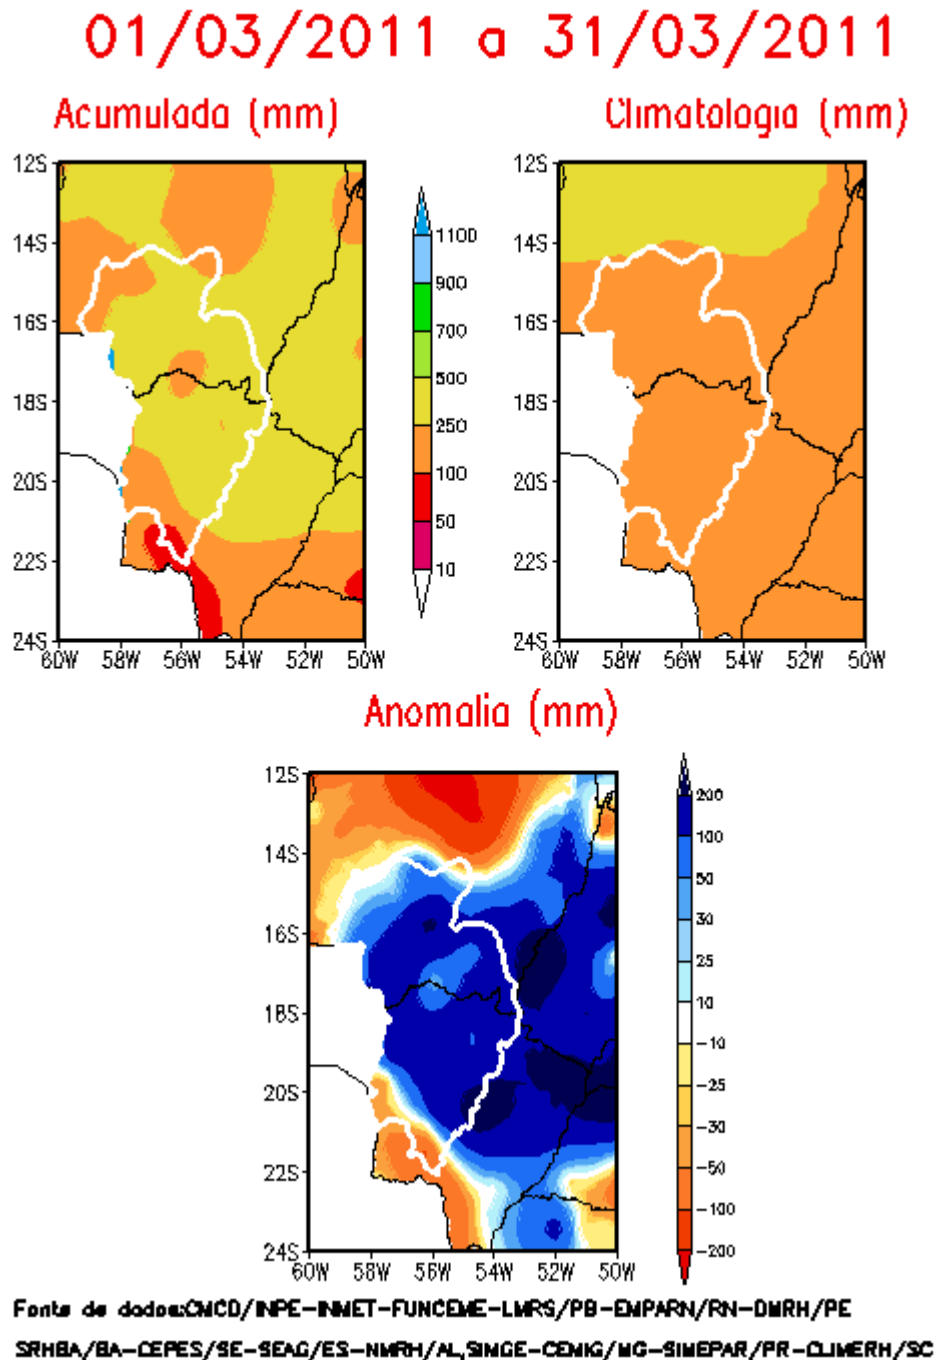 01/03/2011 a 31/03/2011
Acumulada (mm)
Climatologia (mm)
12S
14S
16S
18S
20S
22S
24S
60W 58W 56W 54W 52W 50W
1100
900
700
500
250
100
50
10
12S
14S
16S
18S
20S
22S
24S
60W 58W 56W 54W 52W 50W
Anomalia (mm)
12S
14S
16S
18S
20S
22S
24S
60W 58W 56W 54W 52W 50W
200
100
50
30
25
10
-10
-25
-30
-50
-100
-200
Fonte de dados:CMCD/INPE-INMET-FUNCEME-LMRS/PB-EMPARN/RN-DMRH/PE
SRHBA/BA-CEPES/SE-SEAG/ES-NMRH/AL,SIMGE-CEMIG/MG-SIMEPAR/PR-CLIMERH/SC